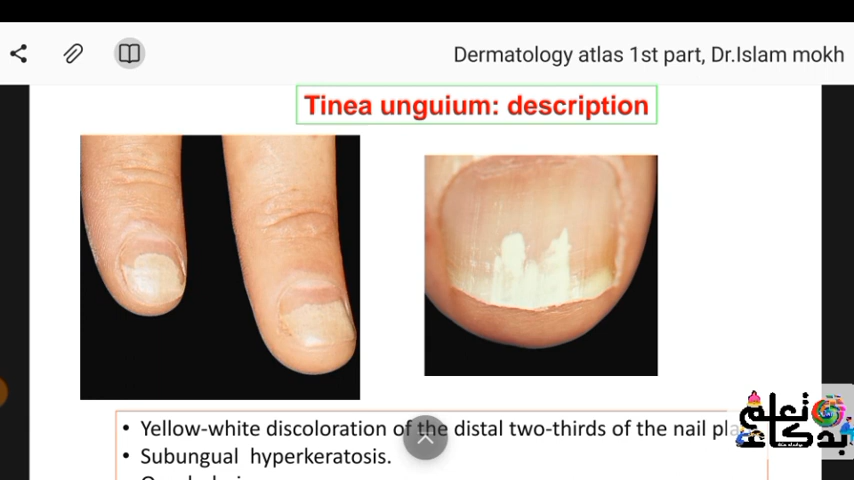 Dermatology atlas 1st part, Dr.Islam mokh
Tinea unguium: description
• Yellow-white discoloration of the distal two-thirds of the nail pla
• Subungual hyperkeratosis.
نتعلم
بذكاء